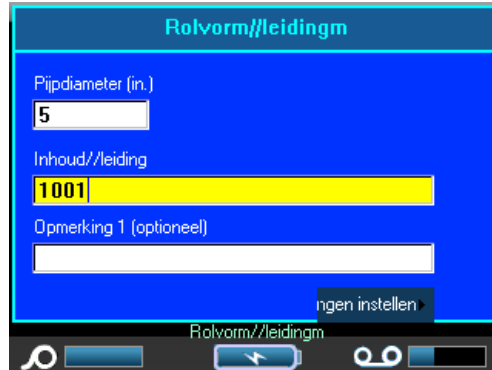 Rolvorm//leidingm
Pijpdiameter (in.)
5
Inhoud//leiding
1001
Opmerking 1 (optioneel)
ngen instellen
Rolvorm//leidingm